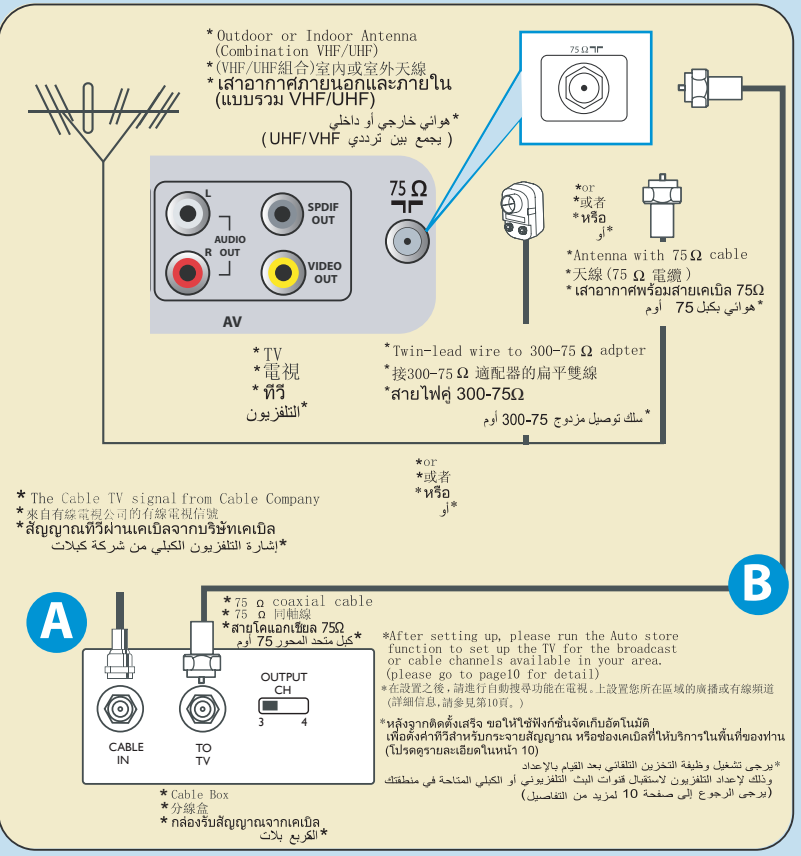 * Outdoor or Indoor Antenna
(Combination VHF/UHF)
*(VHF/UHF組合)室內或室外天線
* เสาอากาศภายนอกและภายใน
(แบบรวม VHF/UHF)
* هوائي خارجي أو داخلي
( يجمع بين ترددي UHF/VHF)
75 Ω
L
R
AUDIO
OUT
SPDIF
OUT
VIDEO
OUT
AV
75 Ω
*or
*或者
*หรือ
*أو
*Antenna with 75 Ω cable
*天線(75 Ω 電纜)
* เสาอากาศพร้อมสายเคเบิล 75Ω
*هوائي بكبل 75 أوم
* TV
*電視
* ทีวี
*التلفزيون
*Twin-lead wire to 300-75 Ω adpter
*接300-75 Ω 適配器的扁平雙線
*สายไฟคู่ 300-75Ω
*سلك توصيل مزدوج 75-300 أوم
*or
*或者
*หรือ
*أو
* The Cable TV signal from Cable Company
*來自有線電視公司的有線電視信號
*สัญญาณทีวีผ่านเคเบิลจากบริษัทเคเบิล
*إشارة التلفزيون الكبلي من شركة كبلات
A
B
* 75 Ω coaxial cable
* 75 Ω 同軸線
*สายโคแอกเชียล 75Ω
*كبل متحد المحور 75 أوم
OUTPUT
CH
3 4
CABLE
IN
TO
TV
* Cable Box
*分線盒
* กล่องรับสัญญาณจากเคเบิล
*الكربع بلات
*After setting up, please run the Auto store
function to set up the TV for the broadcast
or cable channels available in your area.
(please go to page10 for detail)
*在設置之後,請進行自動搜尋功能在電視。上設置您所在區域的廣播或有線頻道
(詳細信息,請參見第10頁。)
*หลังจากติดตั้งเสร็จ ขอให้ใช้ฟังก์ชั่นจัดเก็บอัตโนมัติ
เพื่อตั้งค่าทีวีสำหรับกระจายสัญญาณ หรือช่องเคเบิลที่ให้บริการในพื้นที่ของท่าน
(โปรดดูรายละเอียดในหน้า 10)
*يرجى تشغيل وظيفة التخزين التلقائي بعد القيام بالإعداد
وذلك لإعداد التلفزيون لاستقبال قنوات البث التلفزيوني أو الكبلي المتاحة في منطقتك
(يرجى الرجوع إلى صفحة 10 لمزيد من التفاصيل)